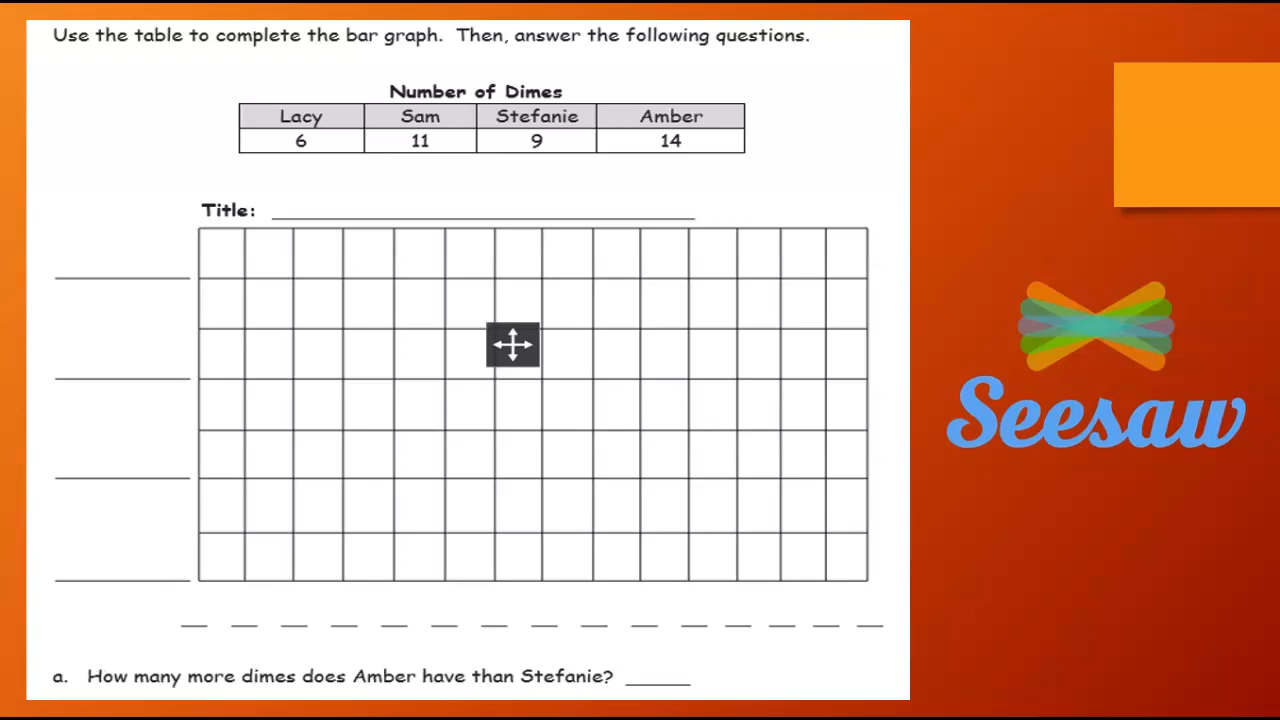 Use the table to complete the bar graph. Then, answer the following questions.
Number of Dimes
Lacy Sam Stefanie Amber
6 11 9 14
Title:
Seesaw
a. How many more dimes does Amber have than Stefanie?